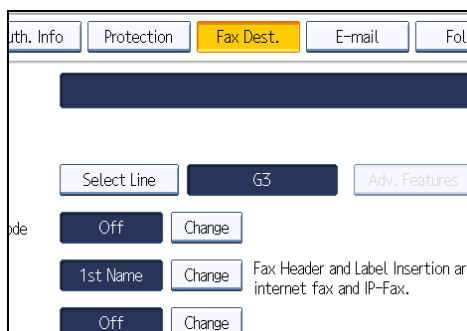 uth. Info Protection Fax Dest. E-mail Fol
Select Line G3 Adv. Features
ode Off Change
1st Name Change Fax Header and Label Insertion ar
internet fax and IP-Fax.
Off Change